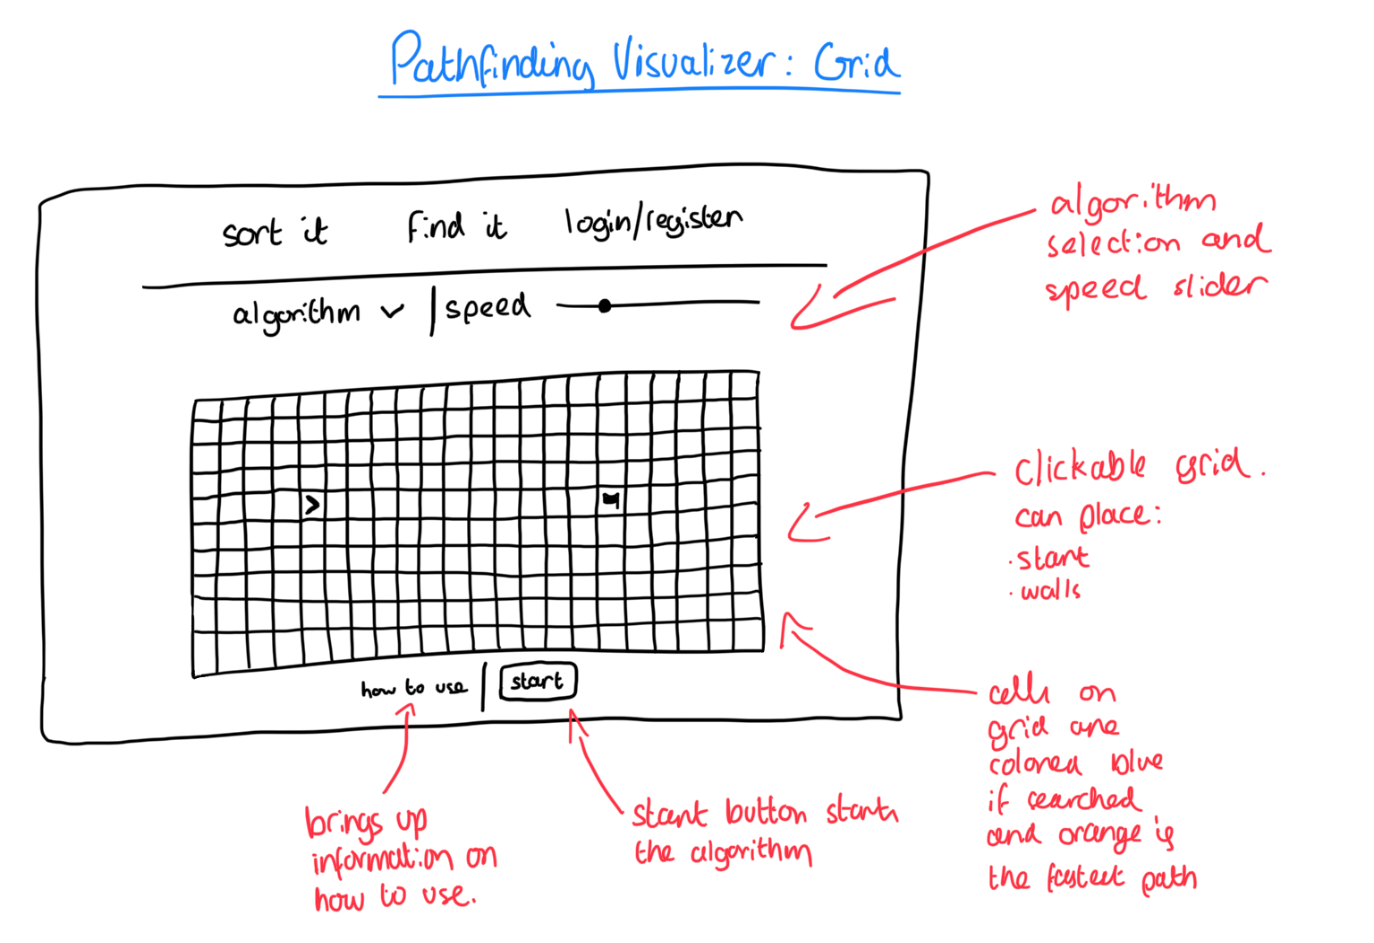 Pathfinding Visualizer: Grid
sort it find it login/register
algorithm | speed
algorithm
selection and
speed slider
clickable grid.
can place:
· start
· walls
how to use | start
cells on
grid are
colored blue
if searched
and orange is
the fastest path
brings up
information on
how to use.
start button starts
the algorithm